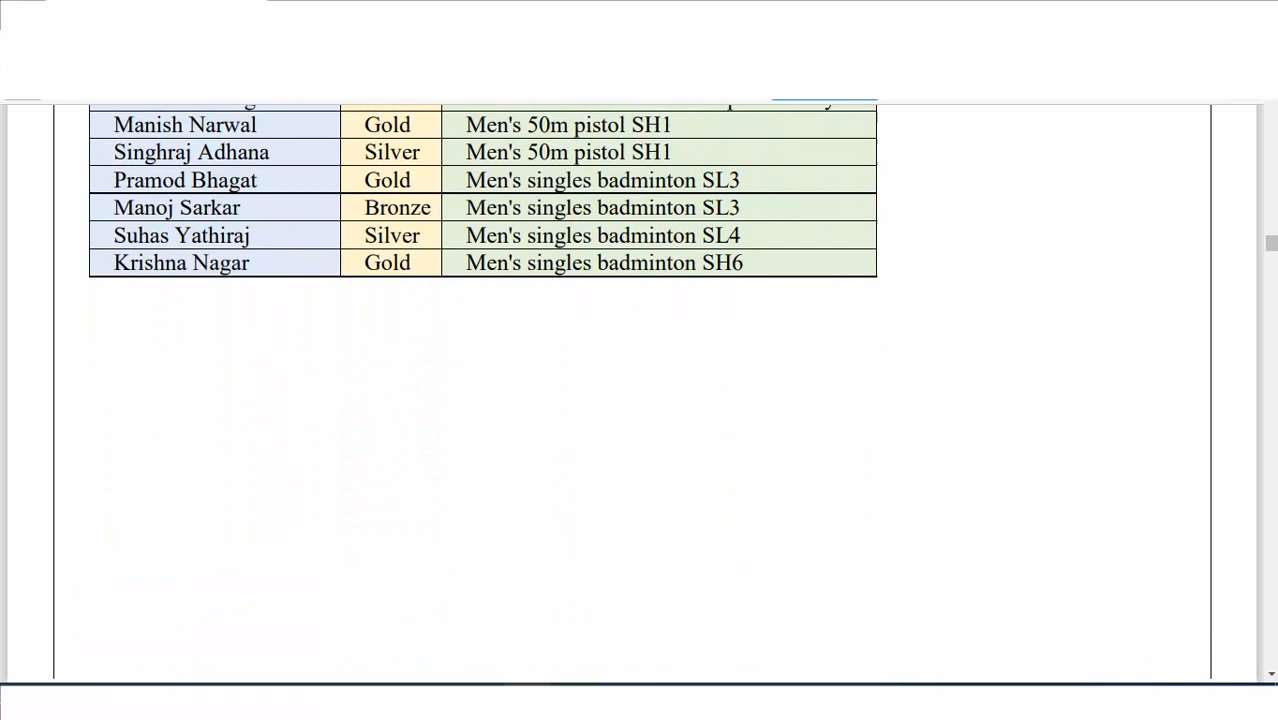 Manish Narwal Gold Men's 50m pistol SH1
Singhraj Adhana Silver Men's 50m pistol SH1
Pramod Bhagat Gold Men's singles badminton SL3
Manoj Sarkar Bronze Men's singles badminton SL3
Suhas Yathiraj Silver Men's singles badminton SL4
Krishna Nagar Gold Men's singles badminton SH6